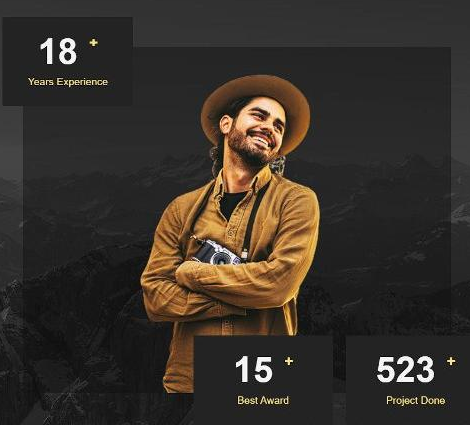 18 +
Years Experience
15 +
Best Award
523 +
Project Done